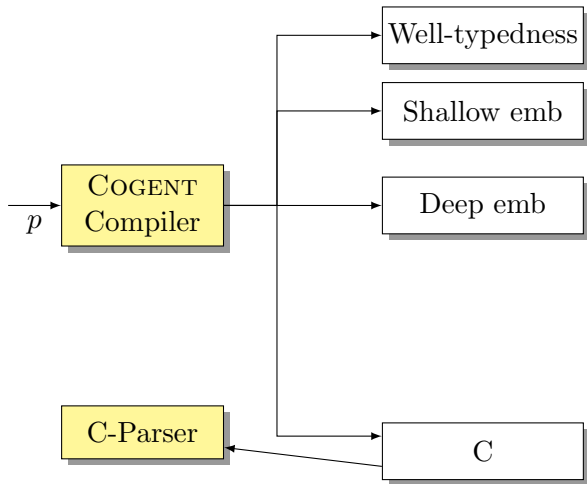 Well-typedness
Shallow emb
COGENT
Compiler
p
Deep emb
C-Parser
C